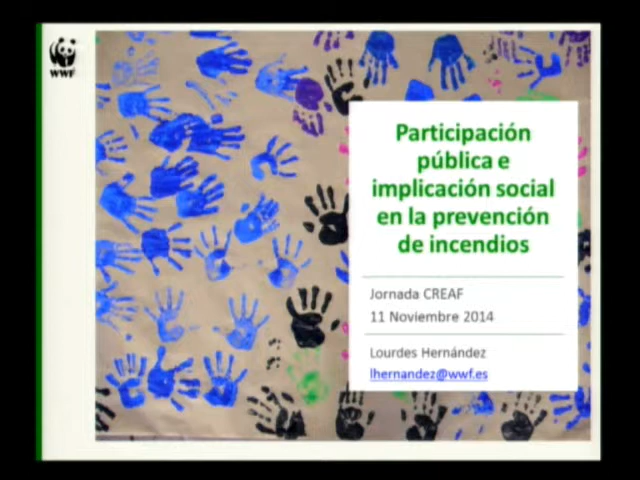 WWF
Participación
pública e
implicación social
en la prevención
de incendios
Jornada CREAF
11 Noviembre 2014
Lourdes Hernández
lhernandez@wwf.es